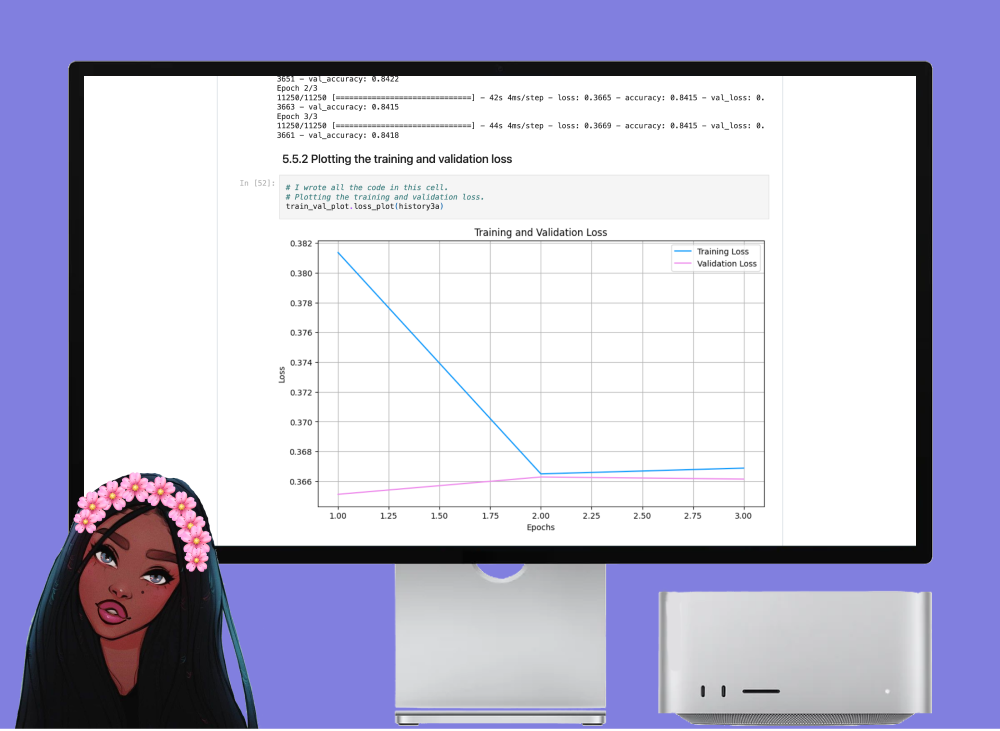 3651 - val_accuracy: 0.8422
Epoch 2/3
11250/11250 [==============================] - 42s 4ms/step - loss: 0.3665 - accuracy: 0.8415 - val_loss: 0.
3663 - val_accuracy: 0.8415
Epoch 3/3
11250/11250 [==============================] - 44s 4ms/step - loss: 0.3669 - accuracy: 0.8415 - val_loss: 0.
3661 - val_accuracy: 0.8418
5.5.2 Plotting the training and validation loss
In [52]:
# I wrote all the code in this cell.
# Plotting the training and validation loss.
train_val_plot.loss_plot(history3a)
Training and Validation Loss
Training Loss
Validation Loss
0.382
0.380
0.378
0.376
0.374
0.372
0.370
0.368
0.366
Loss
1.00 1.25 1.50 1.75 2.00 2.25 2.50 2.75 3.00
Epochs